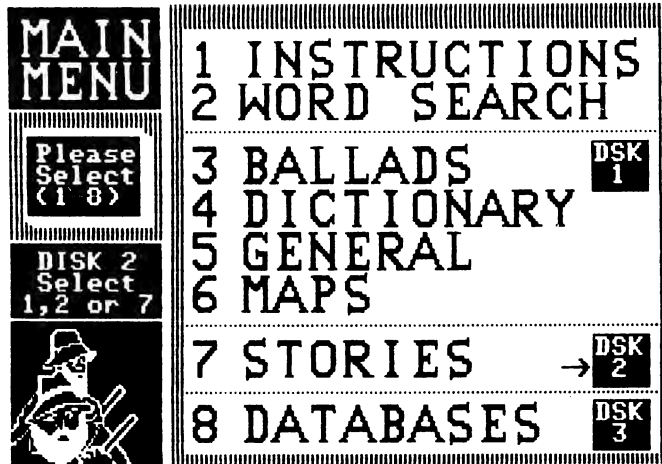 MAIN
MENU
Please
Select
(1 8)
DISK 2
Select
1,2 or 7
1 INSTRUCTIONS
2 WORD SEARCH
3 BALLADS
DSK
1
4 DICTIONARY
5 GENERAL
6 MAPS
7 STORIES
→DSK
2
8 DATABASES
DSK
3